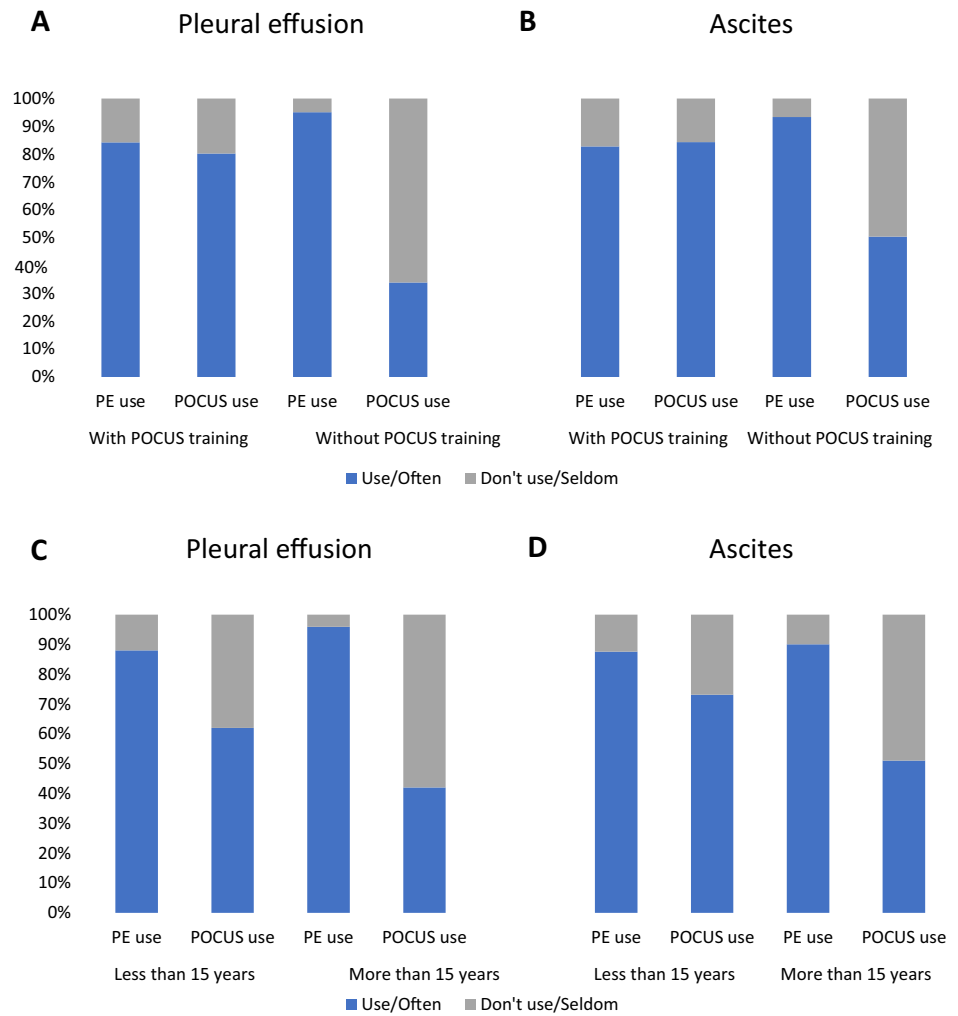 A Pleural effusion
B Ascites
100%
90%
80%
70%
60%
50%
40%
30%
20%
10%
0%
PE use POCUS use PE use POCUS use
With POCUS training Without POCUS training
PE use POCUS use PE use POCUS use
With POCUS training Without POCUS training
Use/Often Don't use/Seldom
C Pleural effusion
D Ascites
100%
90%
80%
70%
60%
50%
40%
30%
20%
10%
0%
PE use POCUS use PE use POCUS use
Less than 15 years More than 15 years
PE use POCUS use PE use POCUS use
Less than 15 years More than 15 years
Use/Often Don't use/Seldom